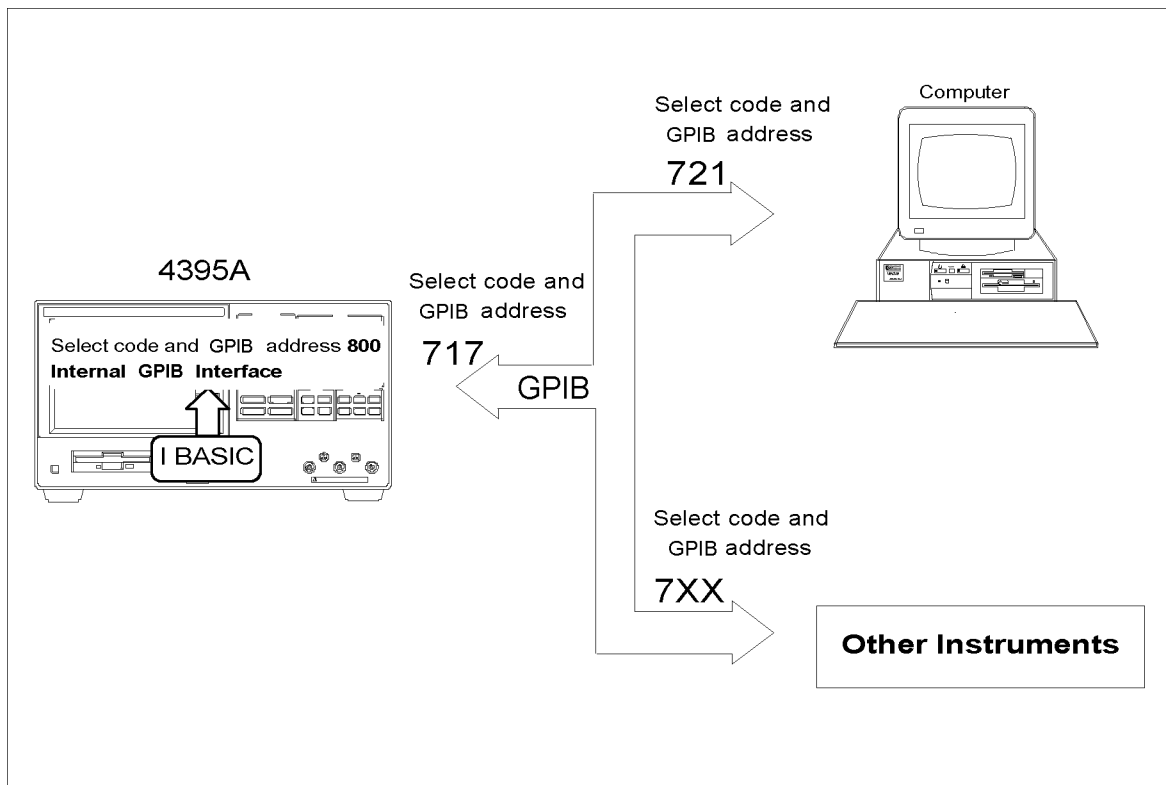 4395A
Select code and GPIB address 800
Internal GPIB Interface
I BASIC
Select code and
GPIB address
717
GPIB
Select code and
GPIB address
721
Computer
Select code and
GPIB address
7XX
Other Instruments